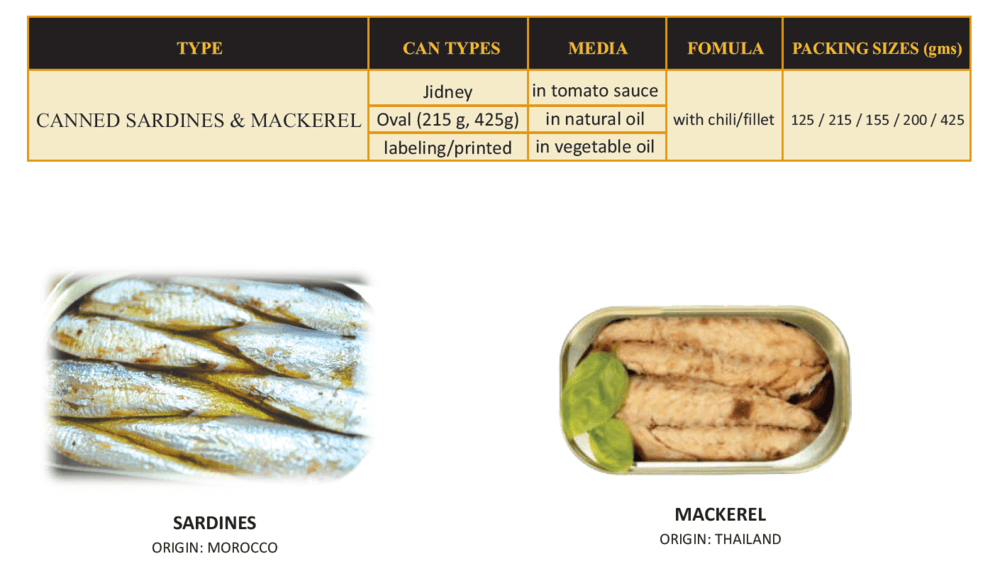 TYPE CAN TYPES MEDIA FOMULA PACKING SIZES (gms)
Jidney in tomato sauce
CANNED SARDINES & MACKEREL Oval (215 g, 425g) in natural oil with chili/fillet 125 / 215 / 155 / 200 / 425
labeling/printed in vegetable oil
SARDINES
ORIGIN: MOROCCO
MACKEREL
ORIGIN: THAILAND